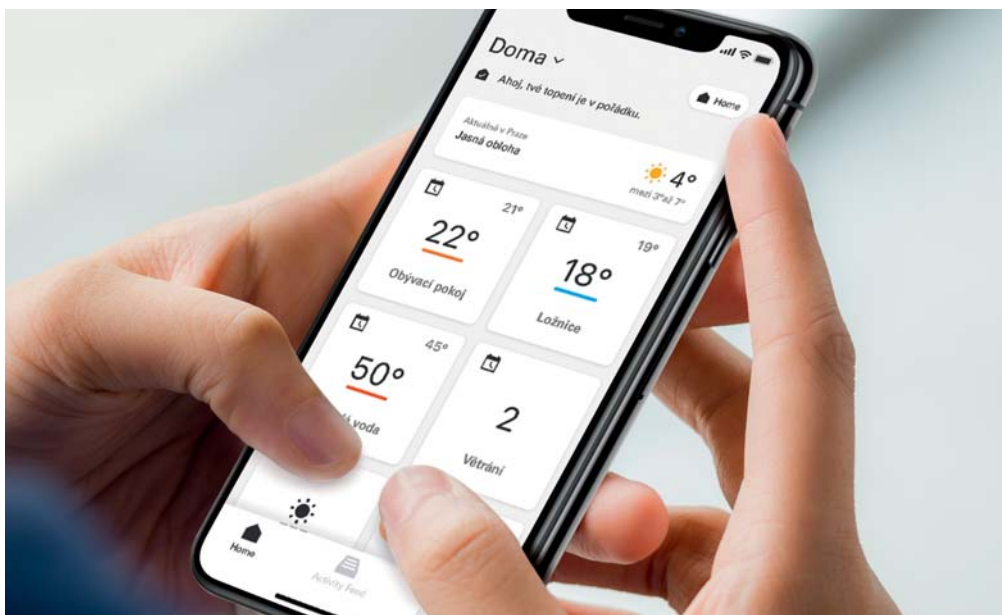 Doma
Home
Ahoj, tvé topení je v pořádku.
Aktuálně v Praze
Jasná obloha
4°
mezi 3° až 7°
21°
22°
Obývací pokoj
19°
18°
Ložnice
45°
50°
voda
2
Větrání
Home
Activity Feed